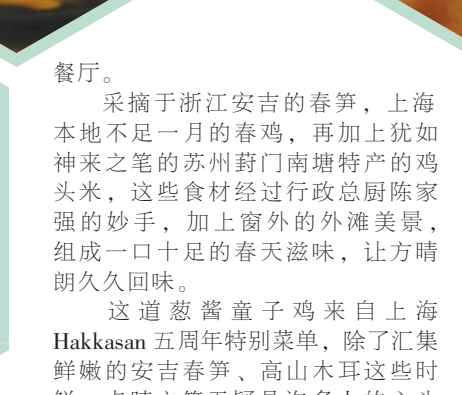 餐厅。
采摘于浙江安吉的春笋，上海
本地不足一月的春鸡，再加上犹如
神来之笔的苏州葑门南塘特产的鸡
头米，这些食材经过行政总厨陈家
强的妙手，加上窗外的外滩美景，
组成一口十足的春天滋味，让方晴
朗久久回味。
这道葱酱童子鸡来自上海
Hakkasan 五周年特别菜单，除了汇集
鲜嫩的安吉春笋、高山木耳这些时